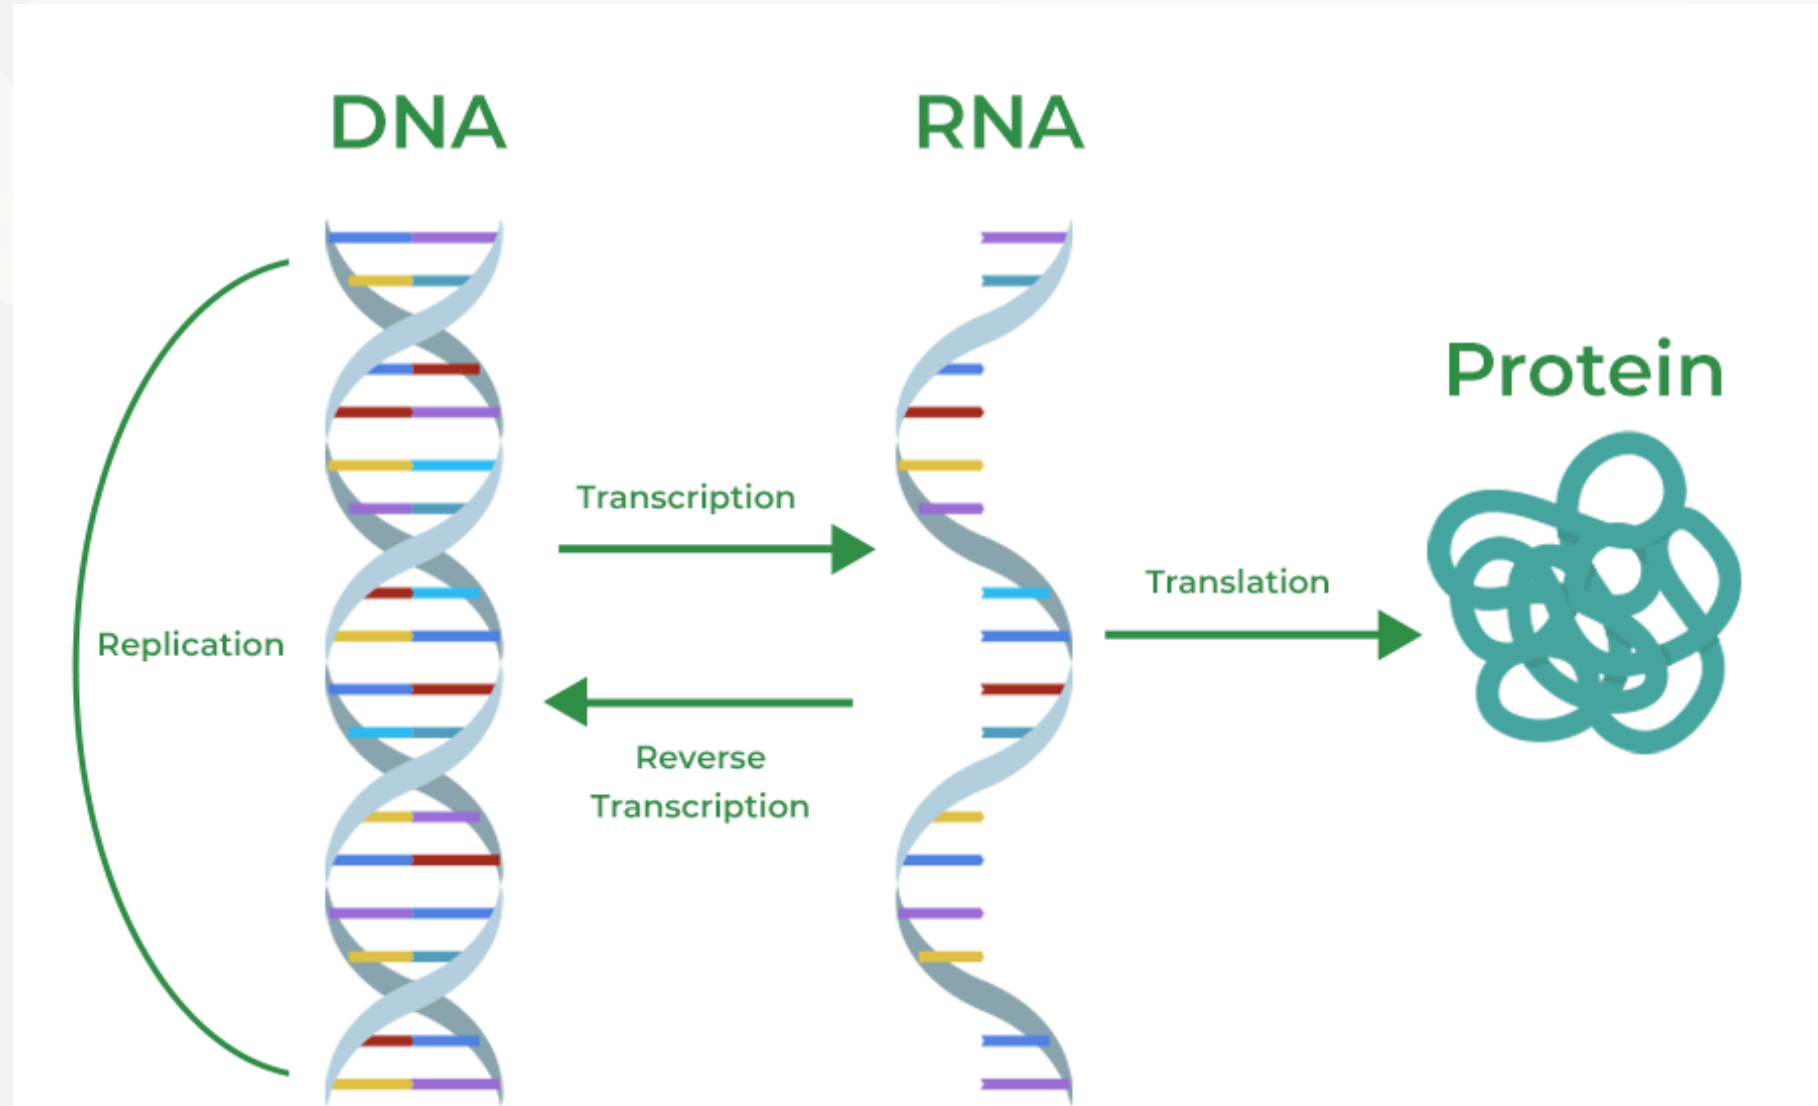 DNA
RNA
Protein
Transcription
Translation
Replication
Reverse
Transcription